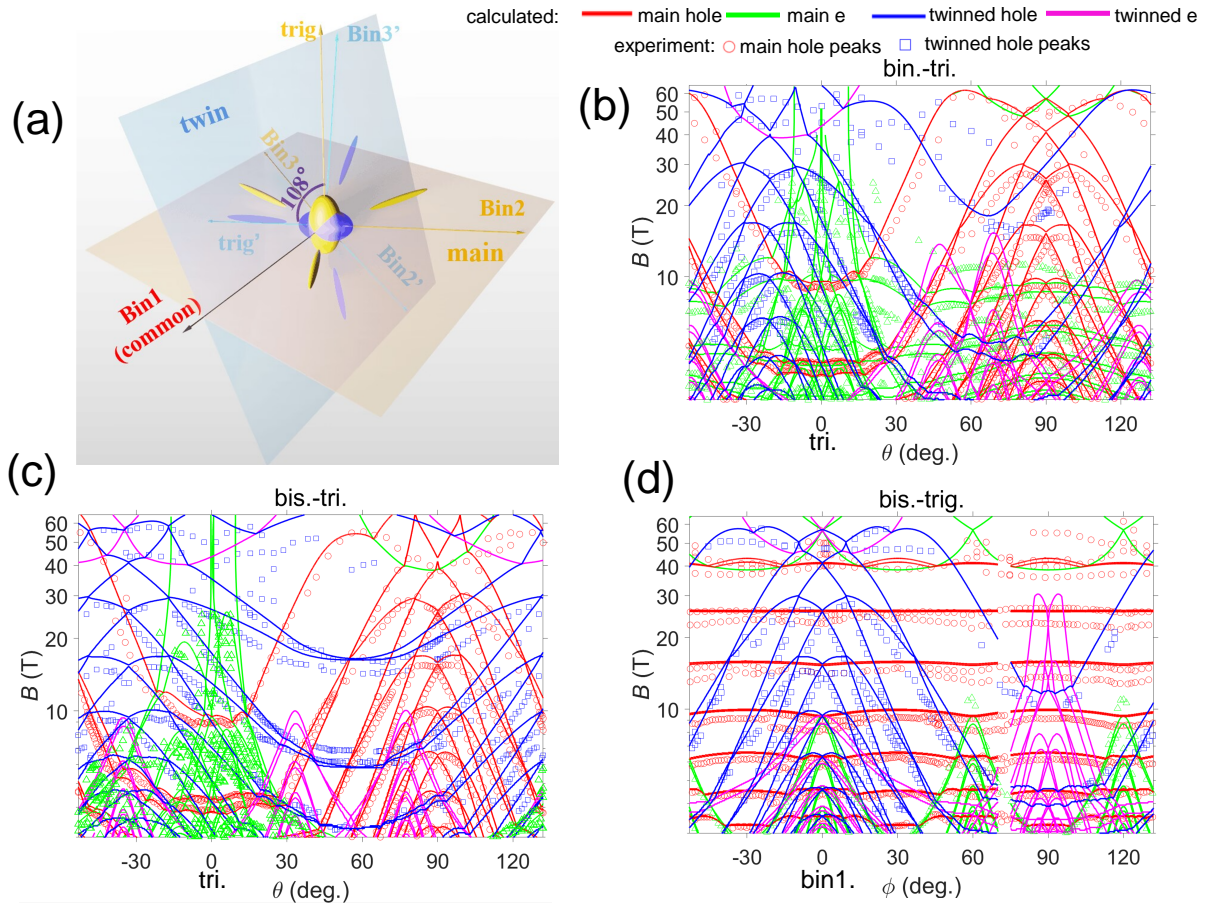 calculated: main hole main e twinned hole twinned e
experiment: main hole peaks twinned hole peaks
(a)
trig
Bin3'
twin
Bin3
108°
Bin2
trig'
main
Bin2'
Bin1
(common)
(b)
bin.-tri.
60
50
40
30
20
10
B (T)
-30 0 30 60 90 120
tri.
θ (deg.)
(c)
bis.-tri.
60
50
40
30
20
10
B (T)
-30 0 30 60 90 120
tri.
θ (deg.)
(d)
bis.-trig.
60
50
40
30
20
10
B (T)
-30 0 30 60 90 120
bin1.
ϕ (deg.)